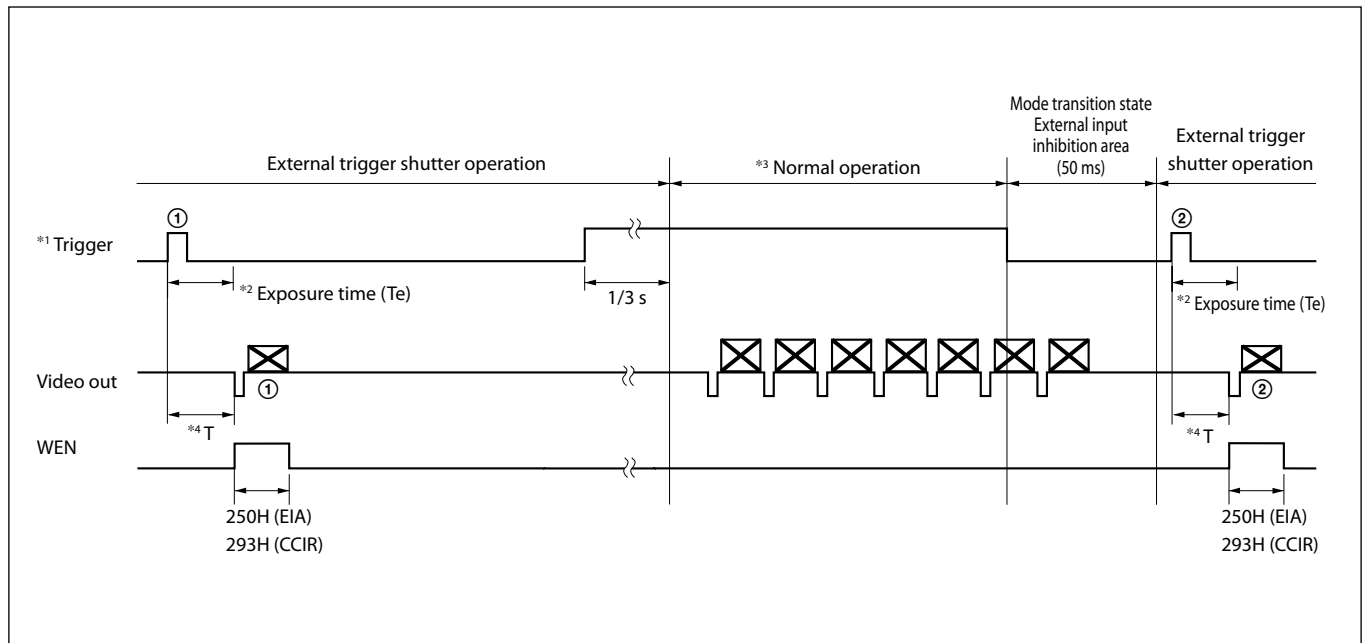 Mode transition state
External input
inhibition area
(50 ms)
External trigger
shutter operation
External trigger shutter operation
*3 Normal operation
①
②
*1 Trigger
*2 Exposure time (Te)
1/3 s
*2 Exposure time (Te)
Video out
①
②
*4 T
*4 T
WEN
250H (EIA)
293H (CCIR)
250H (EIA)
293H (CCIR)